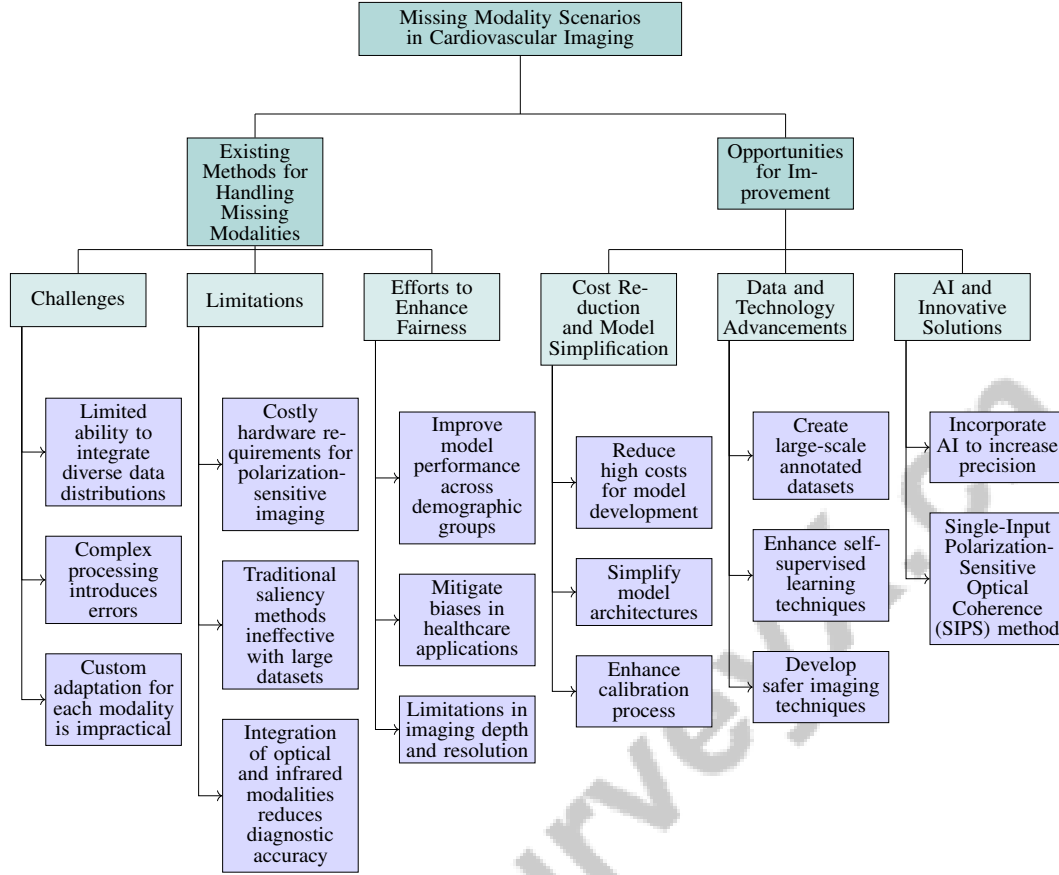 Missing Modality Scenarios
in Cardiovascular Imaging
Existing
Methods for
Handling
Missing
Modalities
Opportunities
for Im-
provement
Challenges
Limitations
Efforts to
Enhance
Fairness
Cost Re-
duction
and Model
Simplification
Data and
Technology
Advancements
AI and
Innovative
Solutions
Limited
ability to
integrate
diverse data
distributions
Complex
processing
introduces
errors
Custom
adaptation for
each modality
is impractical
Costly
hardware re-
quirements for
polarization-
sensitive
imaging
Traditional
saliency
methods
ineffective
with large
datasets
Integration
of optical
and infrared
modalities
reduces
diagnostic
accuracy
Improve
model
performance
across
demographic
groups
Mitigate
biases in
healthcare
applications
Limitations in
imaging depth
and resolution
Reduce
high costs
for model
development
Simplify
model
architectures
Enhance
calibration
process
Create
large-scale
annotated
datasets
Enhance self-
supervised
learning
techniques
Develop
safer imaging
techniques
Incorporate
AI to increase
precision
Single-Input
Polarization-
Sensitive
Optical
Coherence
(SIPS) method